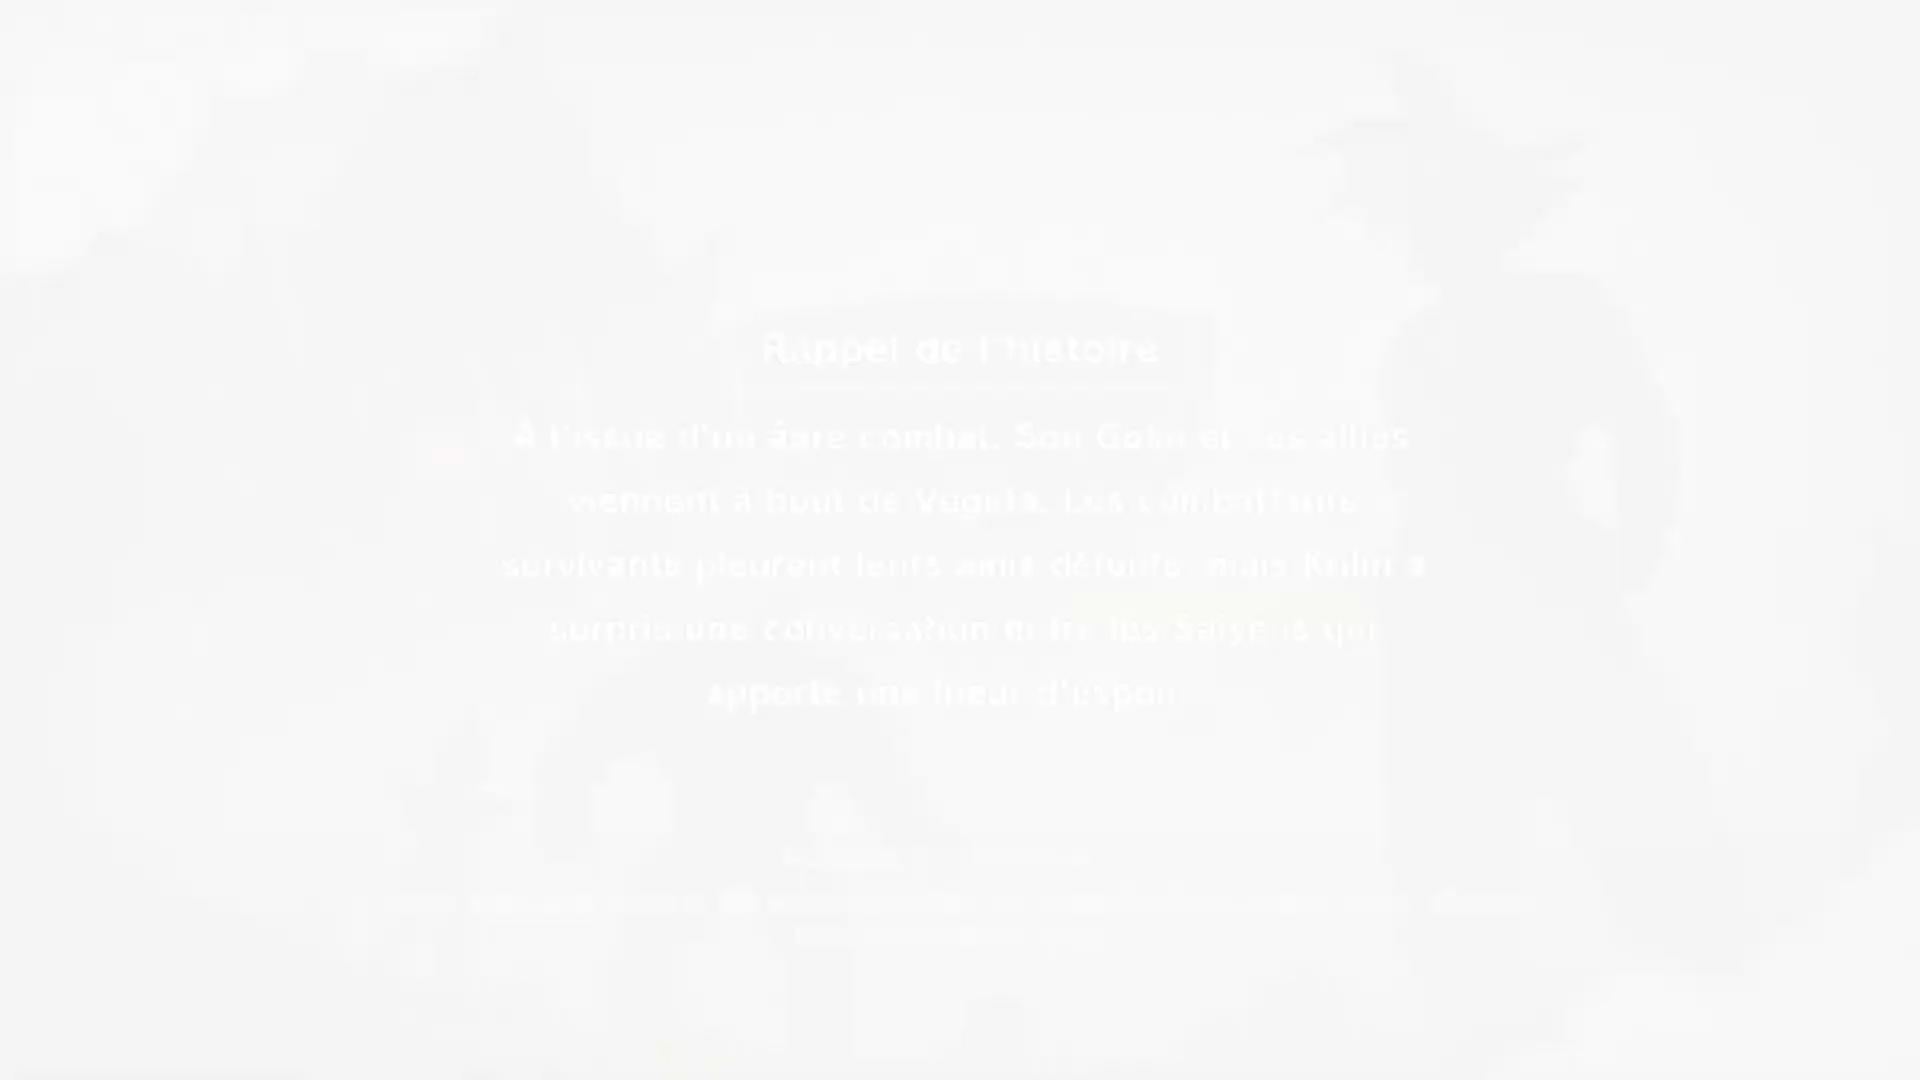 Rappel de l'histoire
À l'issue d'un âpre combat, Son Goku et ses alliés
viennent à bout de Vegeta. Les combattants
survivants pleurent leurs amis défunts, mais Krilin a
surpris une conversation entre les Saiyans qui
apporte une lueur d'espoir.